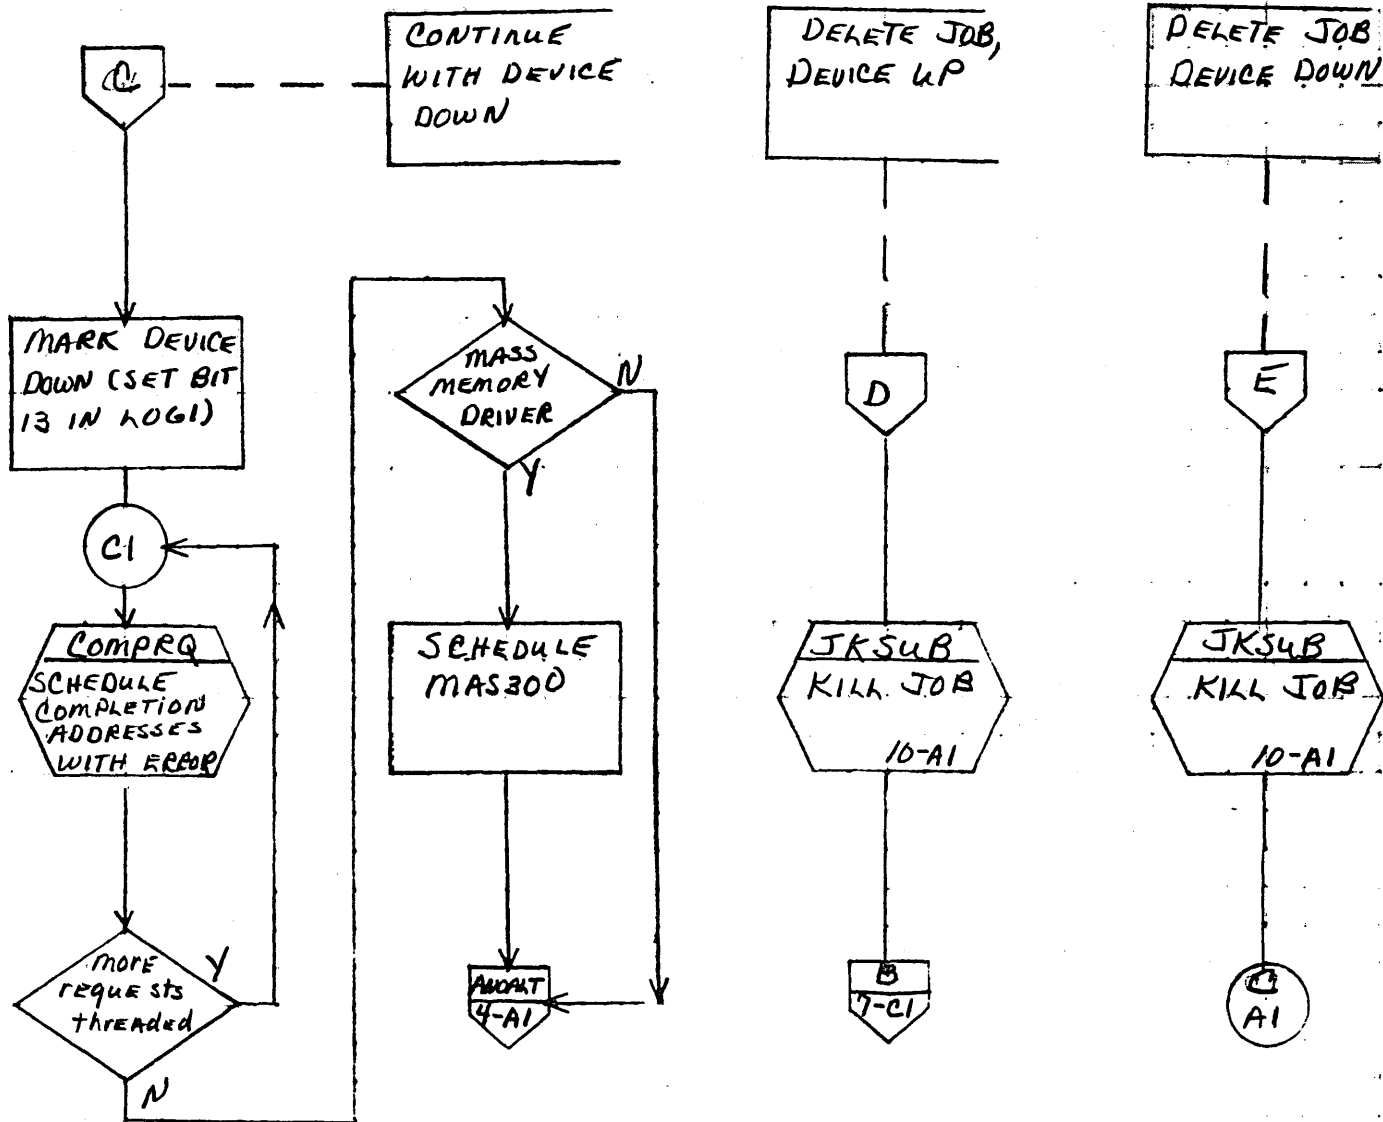 C
CONTINUE
WITH DEVICE
DOWN
MARK DEVICE
DOWN (SET BIT
13 IN LOG1)
C1
COMPRQ
SCHEDULE
COMPLETION
ADDRESSES
WITH ERROR
more
requests
threaded
Y
N
MASS
MEMORY
DRIVER
N
Y
SCHEDULE
MAS300
4-A1
DELETE JOB,
DEVICE UP
D
JKSUB
KILL JOB
10-A1
B
7-C1
DELETE JOB
DEVICE DOWN
E
JKSUB
KILL JOB
10-A1
C
A1